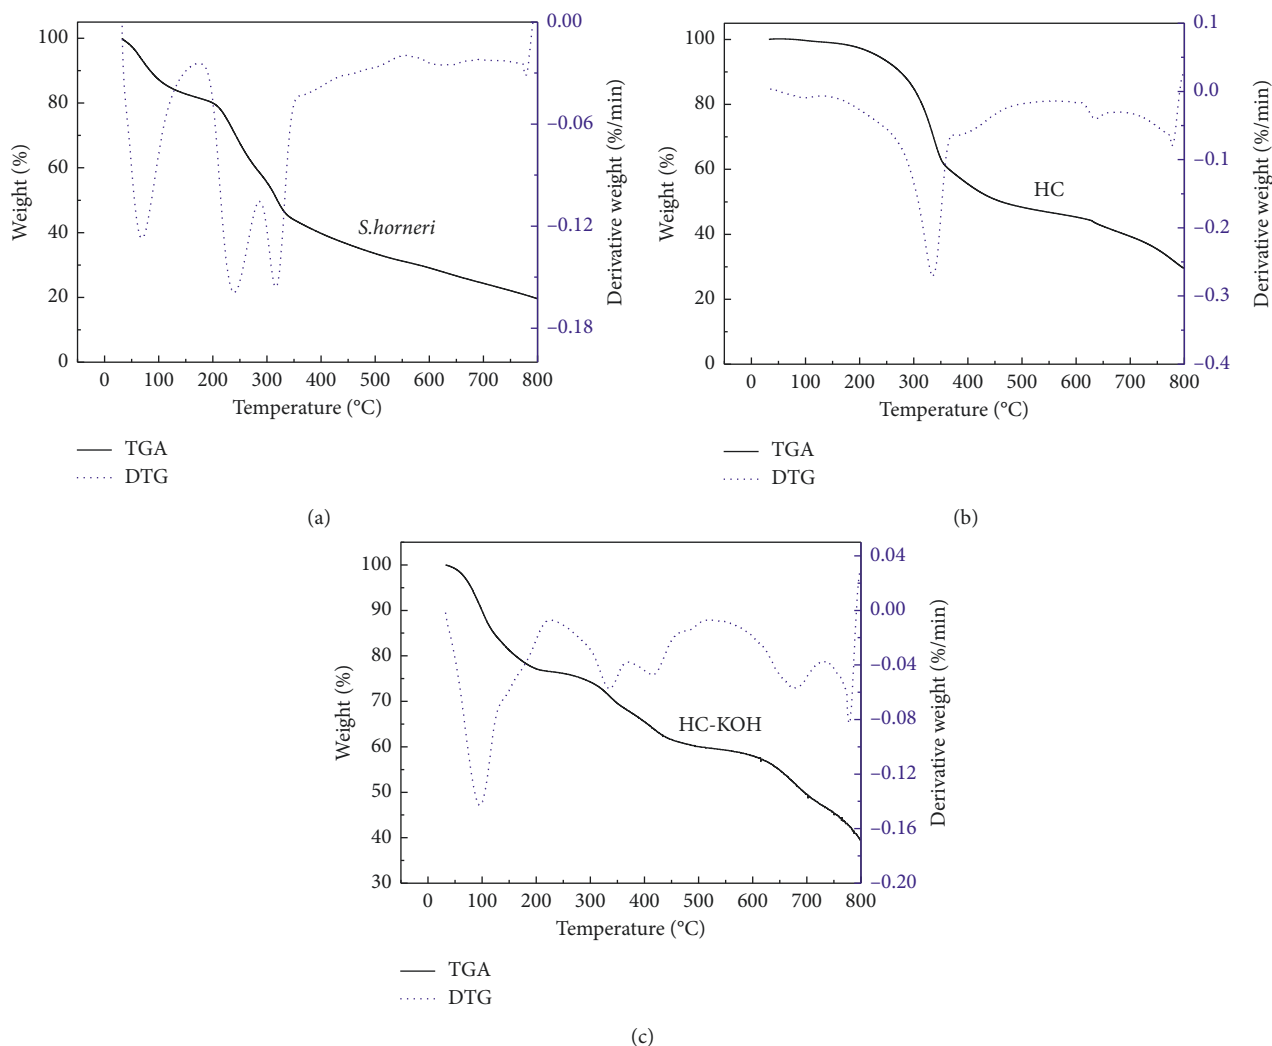 100
80
60
40
20
0
Weight (%)
0 100 200 300 400 500 600 700 800
Temperature (°C)
0.00
–0.06
–0.12
–0.18
Derivative weight (%/min)
S.horneri
TGA
DTG
(a)
100
80
60
40
20
0
Weight (%)
0 100 200 300 400 500 600 700 800
Temperature (°C)
0.1
0.0
–0.1
–0.2
–0.3
–0.4
Derivative weight (%/min)
HC
TGA
DTG
(b)
100
90
80
70
60
50
40
30
Weight (%)
0 100 200 300 400 500 600 700 800
Temperature (°C)
0.04
0.00
–0.04
–0.08
–0.12
–0.16
–0.20
Derivative weight (%/min)
HC-KOH
TGA
DTG
(c)